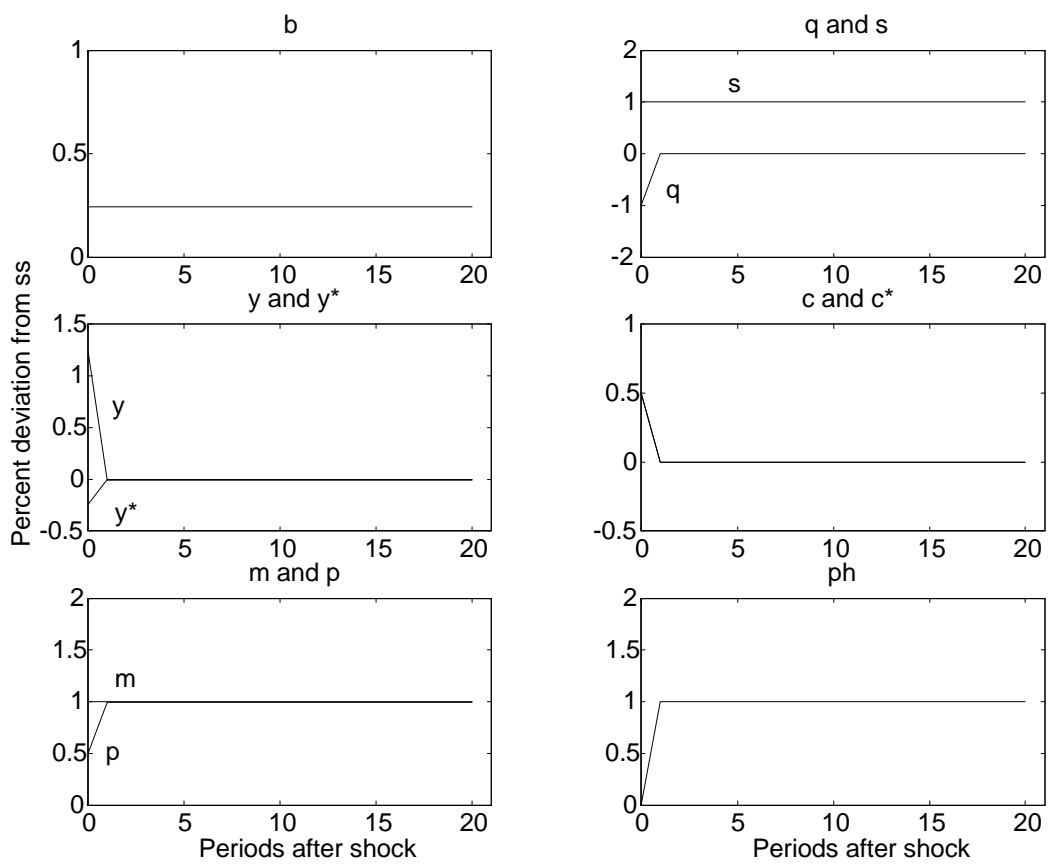 b
1
0.5
0
0 5 10 15 20
q and s
2
1
0
-1
-2
s
q
0 5 10 15 20
Percent deviation from ss
y and y*
1.5
1
0.5
0
-0.5
y
y*
0 5 10 15 20
c and c*
1
0.5
0
0.5
0 5 10 15 20
m and p
2
1.5
1
0.5
0
m
p
0 5 10 15 20
Periods after shock
ph
2
1.5
1
0.5
0
0 5 10 15 20
Periods after shock